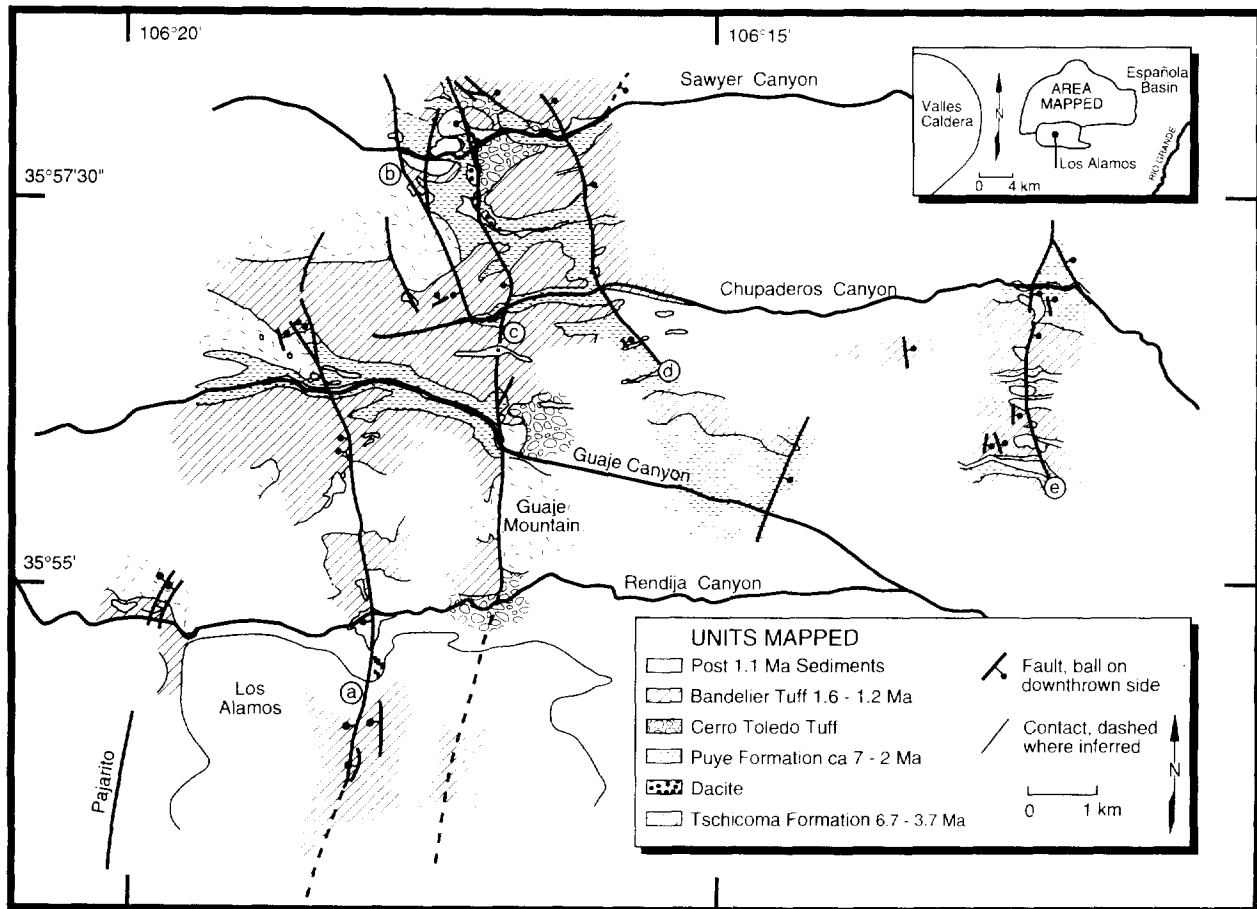 106°20'
106°15'
Sawyer Canyon
Valles
Caldera
N
AREA
MAPPED
Española
Basin
Los Alamos
RIO GRANDE
0 4 km
b
35°57'30"
Chupaderos Canyon
c
d
Guaje Canyon
e
Guaje
Mountain
35°55'
Rendija Canyon
Los
Alamos
a
Pajarito
UNITS MAPPED
Post 1.1 Ma Sediments
Bandelier Tuff 1.6 - 1.2 Ma
Cerro Toledo Tuff
Puye Formation ca 7 - 2 Ma
Dacite
Tschicoma Formation 6.7 - 3.7 Ma
Fault, ball on
downthrown side
Contact, dashed
where inferred
N
0 1 km